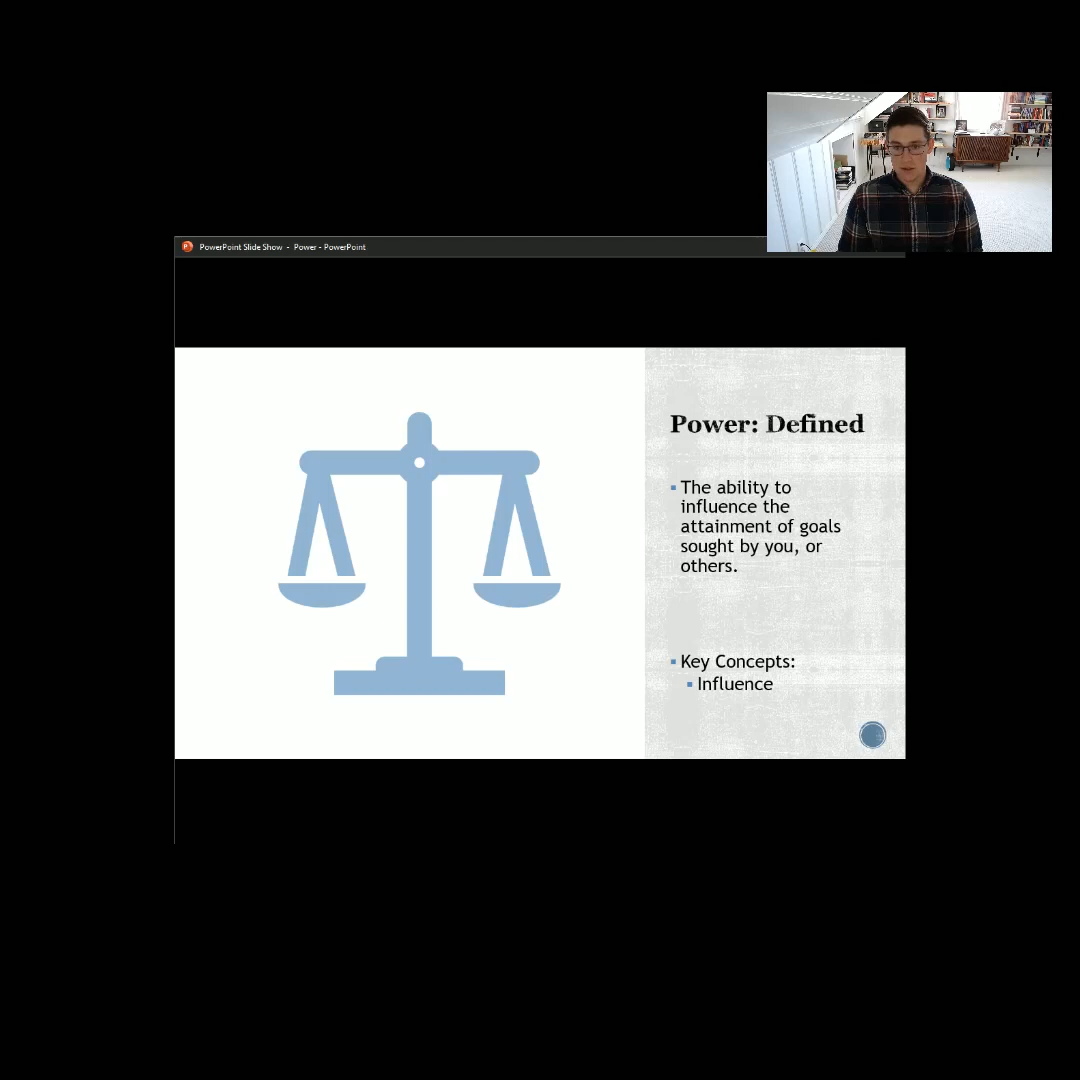 PowerPoint Slide Show - Power - PowerPoint
Power: Defined
The ability to
influence the
attainment of goals
sought by you, or
others.
Key Concepts:
Influence